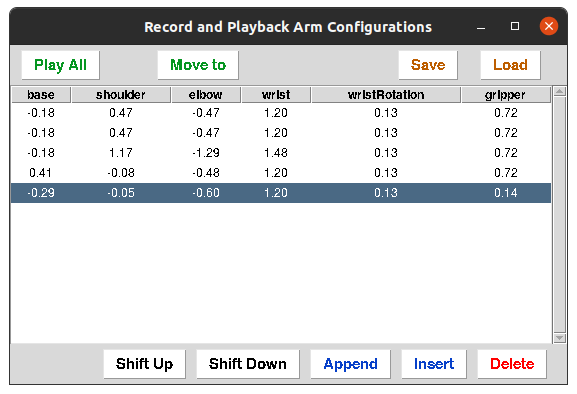 Record and Playback Arm Configurations
Play All Move to Save Load
base shoulder elbow wrist wristRotation gripper
-0.18 0.47 -0.47 1.20 0.13 0.72
-0.18 0.47 -0.47 1.20 0.13 0.72
-0.18 1.17 -1.29 1.48 0.13 0.72
0.41 -0.08 -0.48 1.20 0.13 0.72
-0.29 -0.05 -0.60 1.20 0.13 0.14
Shift Up Shift Down Append Insert Delete